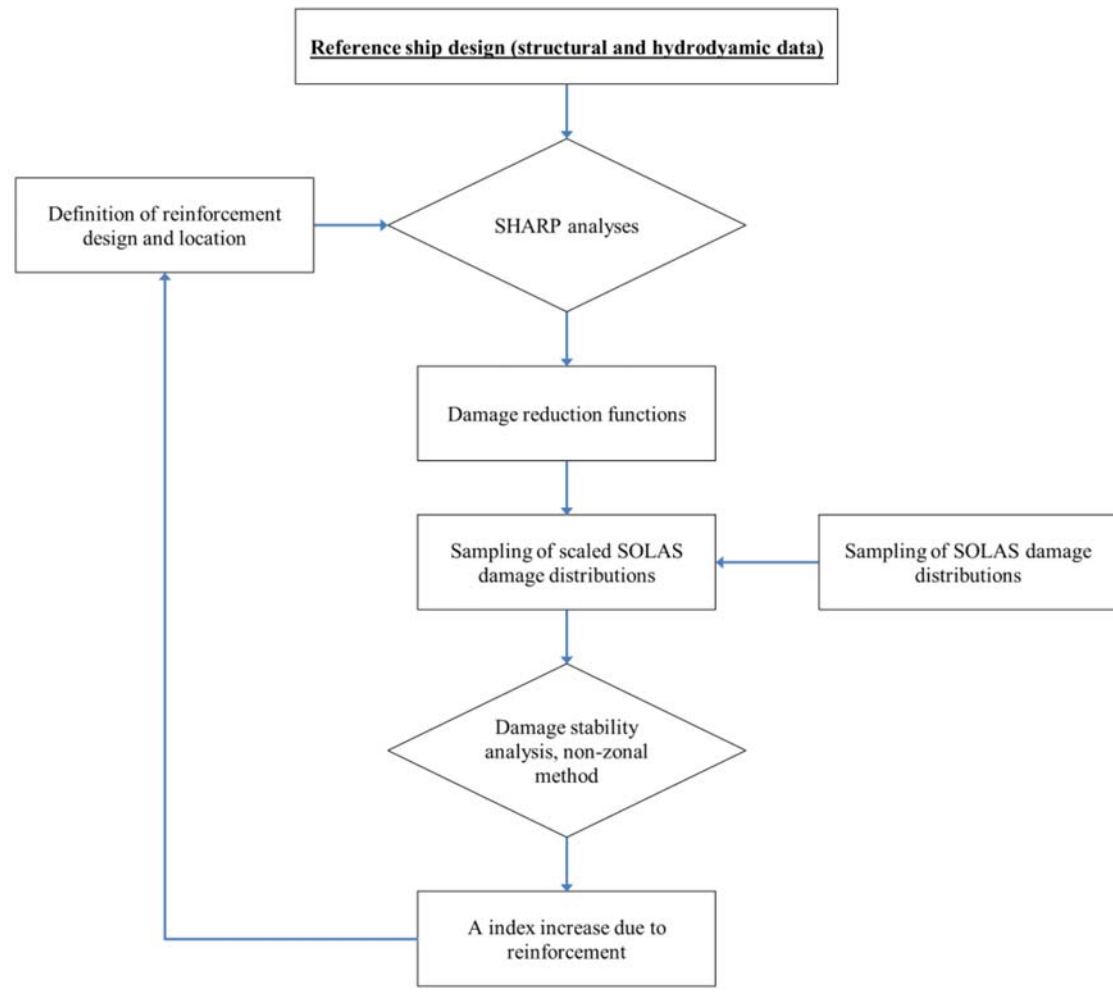 Reference ship design (structural and hydrodyamic data)
Definition of reinforcement
design and location
SHARP analyses
Damage reduction functions
Sampling of scaled SOLAS
damage distributions
Sampling of SOLAS damage
distributions
Damage stability
analysis, non-zonal
method
A index increase due to
reinforcement